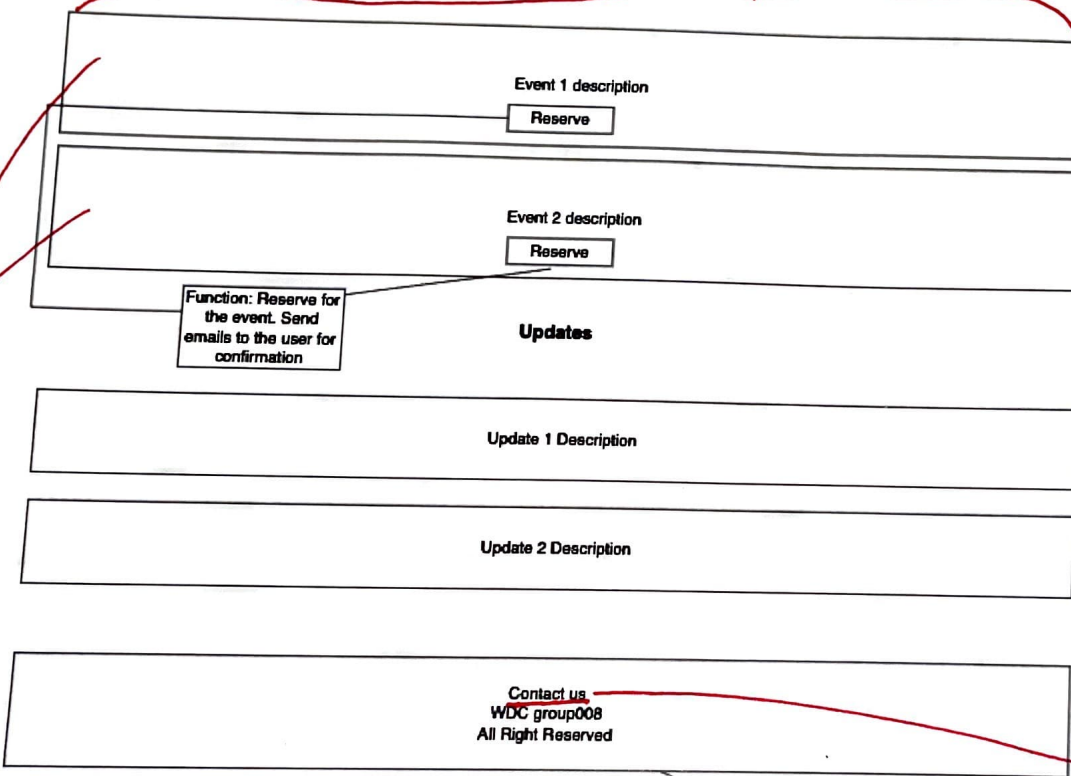 Event 1 description
Reserve
Event 2 description
Reserve
Function: Reserve for
the event. Send
emails to the user for
confirmation
Updates
Update 1 Description
Update 2 Description
Contact us
WDC group008
All Right Reserved